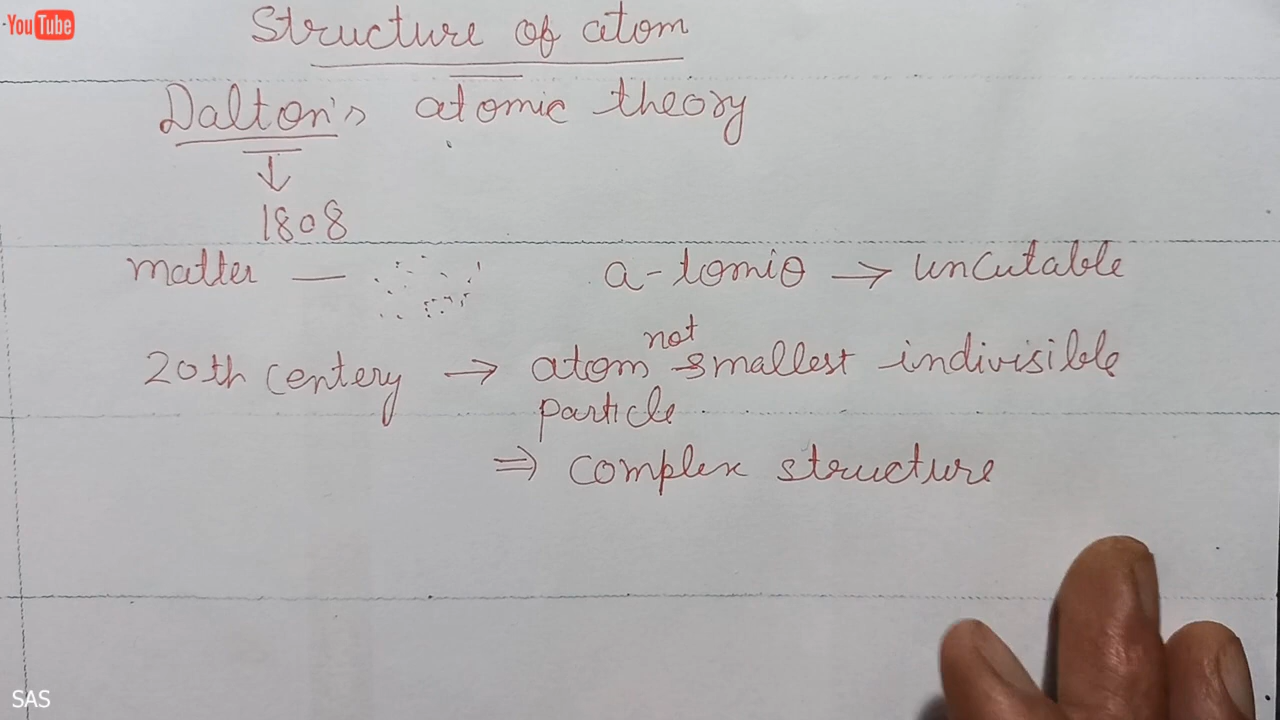 YouTube
Structure of atom
Dalton's atomic theory
↓
1808
matter — a-tomio → uncutable
20th centery → atom not smallest indivisible
particle
⇒ complex structure
SAS